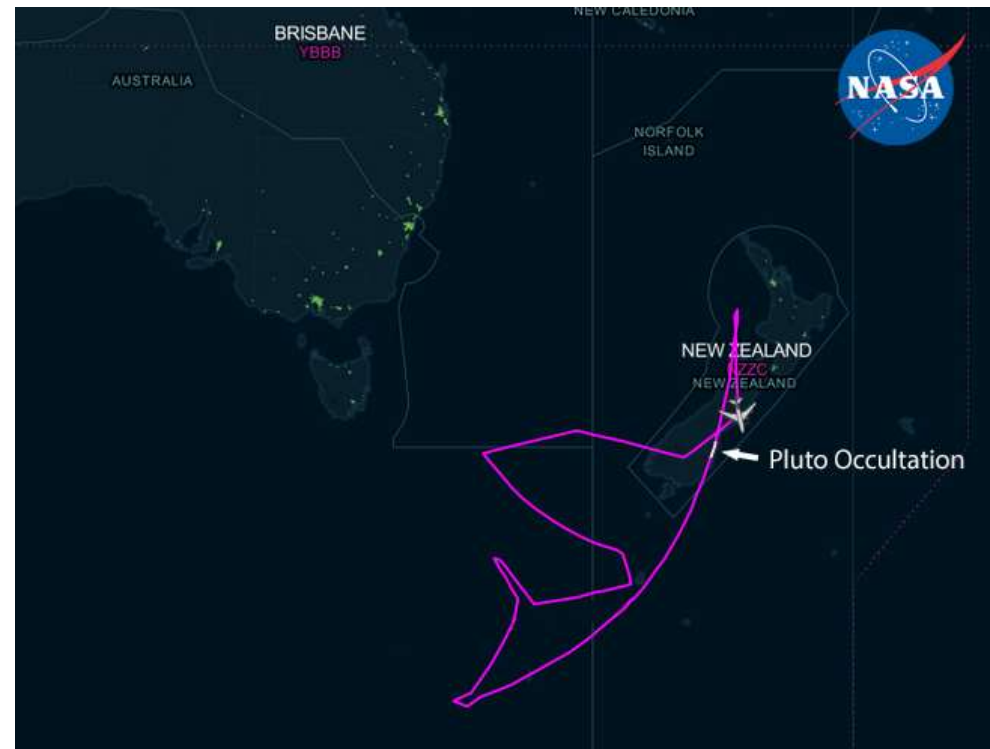 NEW CALEDONIA
BRISBANE
YBBB
AUSTRALIA
NASA
NORFOLK
ISLAND
NEW ZEALAND
NZZC
NEW ZEALAND
Pluto Occultation